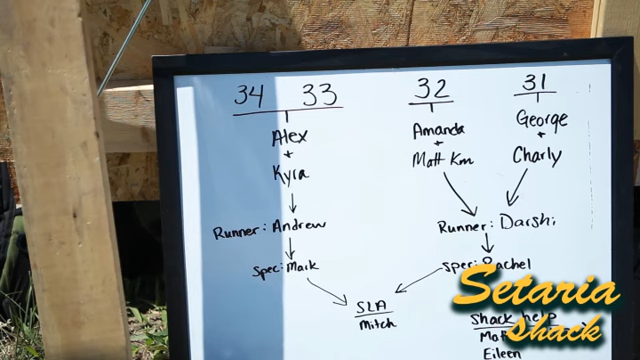 34 33 32 31
Alex
+
Kyra
Amanda
+
Matt Km
George
+
Charly
Runner: Andrew
Runner: Darshi
Spec: Mark
Spec: Rachel
SLA
Mitch
Shack help
Eileen
Setaria
shack